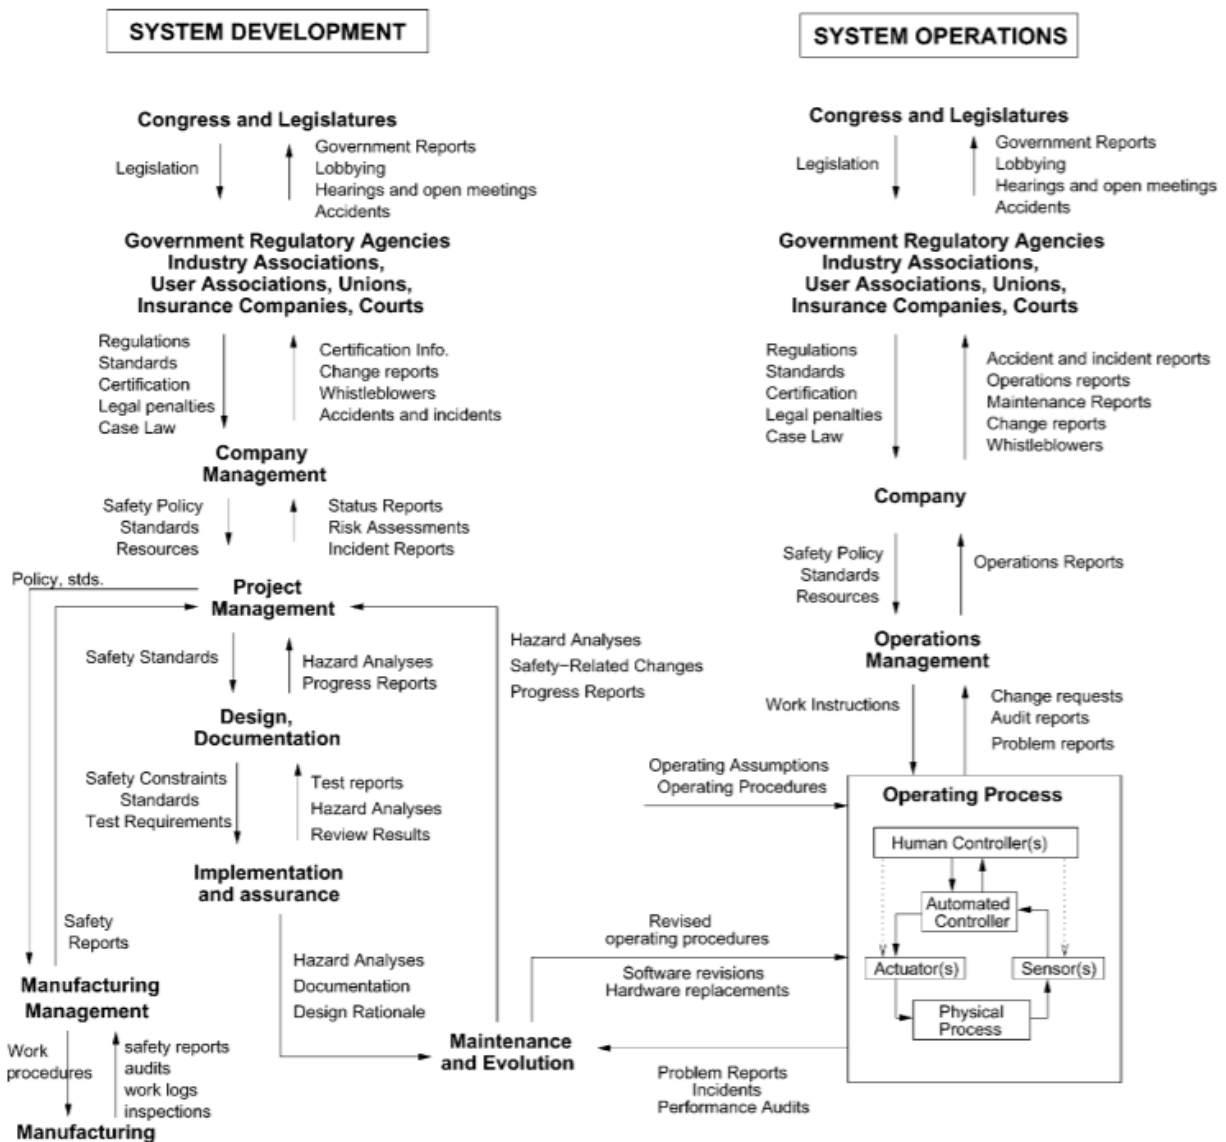 SYSTEM DEVELOPMENT
Congress and Legislatures
Legislation
Government Reports
Lobbying
Hearings and open meetings
Accidents
Government Regulatory Agencies
Industry Associations,
User Associations, Unions,
Insurance Companies, Courts
Regulations
Standards
Certification
Legal penalties
Case Law
Certification Info.
Change reports
Whistleblowers
Accidents and incidents
Company
Management
Safety Policy
Standards
Resources
Status Reports
Risk Assessments
Incident Reports
Policy, stds.
Project
Management
Safety Standards
Hazard Analyses
Progress Reports
Hazard Analyses
Safety-Related Changes
Progress Reports
Design,
Documentation
Safety Constraints
Standards
Test Requirements
Test reports
Hazard Analyses
Review Results
Implementation
and assurance
Safety
Reports
Hazard Analyses
Documentation
Design Rationale
Manufacturing
Management
Work
procedures
safety reports
audits
work logs
inspections
Manufacturing
Maintenance
and Evolution
SYSTEM OPERATIONS
Congress and Legislatures
Legislation
Government Reports
Lobbying
Hearings and open meetings
Accidents
Government Regulatory Agencies
Industry Associations,
User Associations, Unions,
Insurance Companies, Courts
Regulations
Standards
Certification
Legal penalties
Case Law
Accident and incident reports
Operations reports
Maintenance Reports
Change reports
Whistleblowers
Company
Safety Policy
Standards
Resources
Operations Reports
Operations
Management
Work Instructions
Change requests
Audit reports
Problem reports
Operating Assumptions
Operating Procedures
Operating Process
Human Controller(s)
Automated
Controller
Actuator(s)
Sensor(s)
Physical
Process
Revised
operating procedures
Software revisions
Hardware replacements
Problem Reports
Incidents
Performance Audits